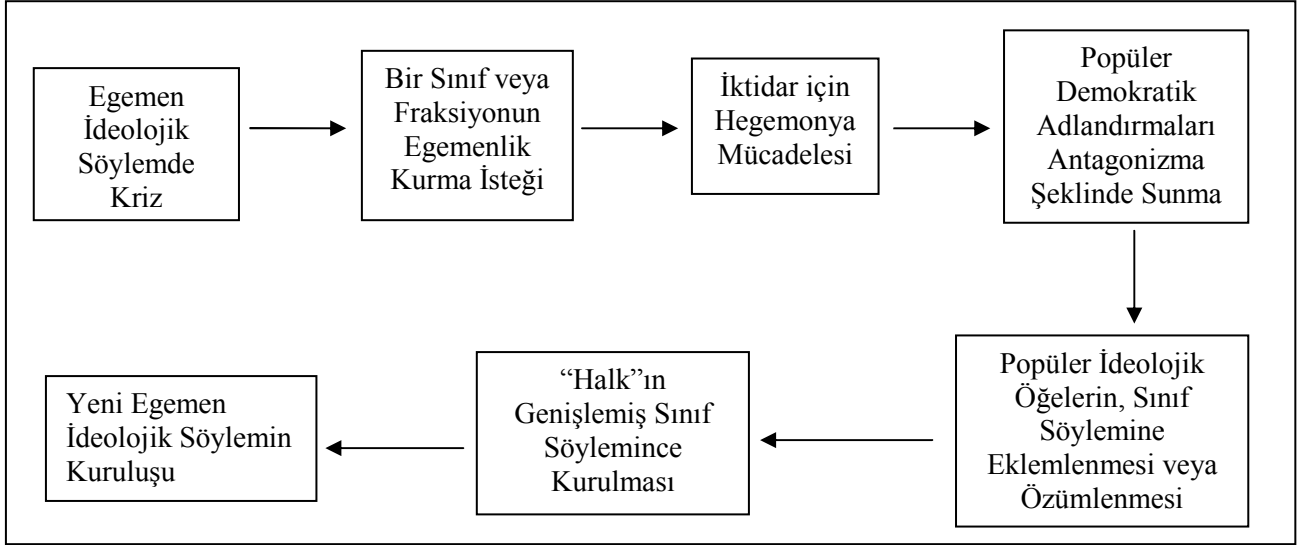 Egemen
İdeolojik
Söylemde
Kriz
Bir Sınıf veya
Fraksiyonun
Egemenlik
Kurma İsteği
İktidar için
Hegemonya
Mücadelesi
Popüler
Demokratik
Adlandırmaları
Antagonizma
Şeklinde Sunma
Popüler İdeolojik
Öğelerin, Sınıf
Söylemine
Eklemlenmesi veya
Özümlenmesi
“Halk”ın
Genişlemiş Sınıf
Söylemince
Kurulması
Yeni Egemen
İdeolojik Söylemin
Kuruluşu